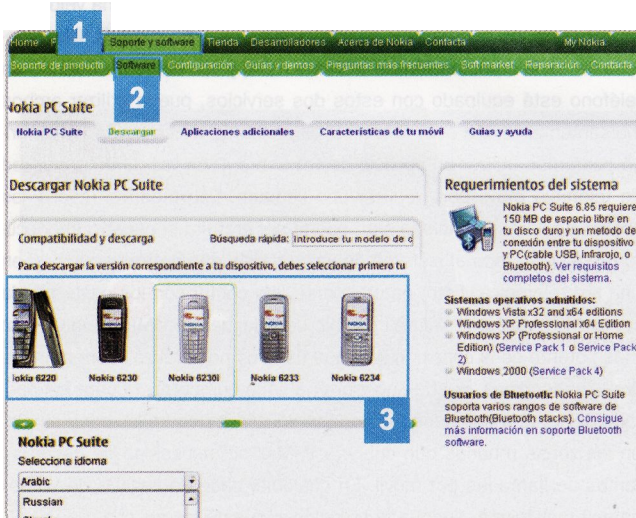 1
Home
Soporte y software Tienda Desarrolladores Acerca de Nokia Contacta My Nokia
Soporte de producto Software Configuración Guías y demos Preguntas más frecuentes Soft market Reparación Contacta
2
Nokia PC Suite
Nokia PC Suite Descargar Aplicaciones adicionales Características de tu móvil Guías y ayuda
Descargar Nokia PC Suite
Compatibilidad y descarga Búsqueda rápida: Introduce tu modelo de c
Para descargar la versión correspondiente a tu dispositivo, debes seleccionar primero tu
Nokia 6220 Nokia 6230 Nokia 6230i Nokia 6233 Nokia 6234
3
Nokia PC Suite
Selecciona idioma
Arabic
Russian
Requerimientos del sistema
Nokia PC Suite 6.85 requiere
150 MB de espacio libre en
tu disco duro y un metodo de
conexión entre tu dispositivo
y PC(cable USB, infrarojo, o
Bluetooth). Ver requisitos
completos del sistema.
Sistemas operativos admitidos:
Windows Vista x32 and x64 editions
Windows XP Professional x64 Edition
Windows XP (Professional or Home
Edition) (Service Pack 1 o Service Pack
2)
Windows 2000 (Service Pack 4)
Usuarios de Bluetooth: Nokia PC Suite
soporta varios rangos de software de
Bluetooth(Bluetooth stacks). Consigue
más información en soporte Bluetooth
software.